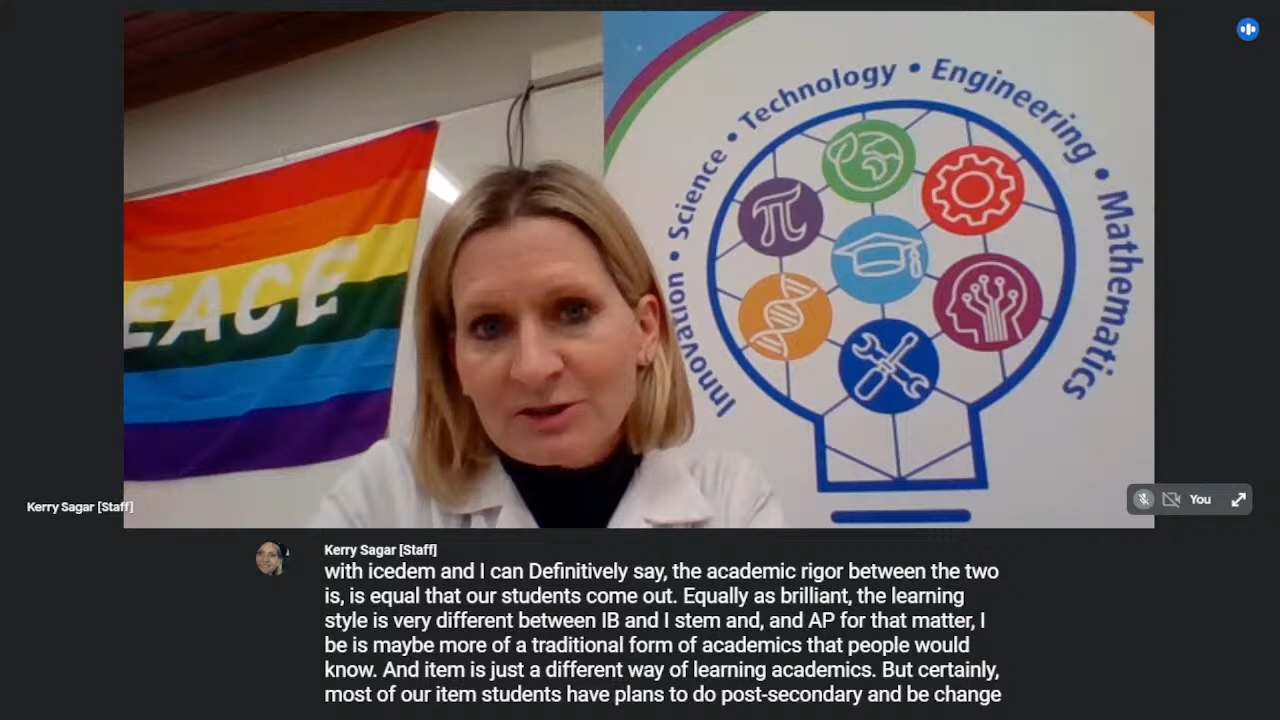 Innovation • Science • Technology • Engineering • Mathematics
EACE
π
Kerry Sagar [Staff]
You
Kerry Sagar [Staff]
with icedem and I can Definitively say, the academic rigor between the two
is, is equal that our students come out. Equally as brilliant, the learning
style is very different between IB and I stem and, and AP for that matter, I
be is maybe more of a traditional form of academics that people would
know. And item is just a different way of learning academics. But certainly,
most of our item students have plans to do post-secondary and be change